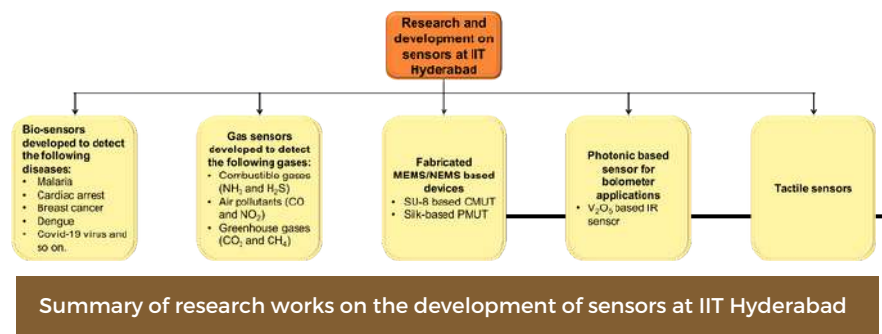 Research and
development on
sensors at IIT
Hyderabad
Bio-sensors
developed to detect
the following
diseases:
• Malaria
• Cardiac arrest
• Breast cancer
• Dengue
• Covid-19 virus and
so on.
Gas sensors
developed to detect
the following gases:
• Combustible gases
(NH₃ and H₂S)
• Air pollutants (CO
and NO₂)
• Greenhouse gases
(CO₂ and CH₄)
Fabricated
MEMS/NEMS based
devices
• SU-8 based CMUT
• Silk-based PMUT
Photonic based
sensor for
bolometer
applications
• V₂O₅ based IR
sensor
Tactile sensors
Summary of research works on the development of sensors at IIT Hyderabad